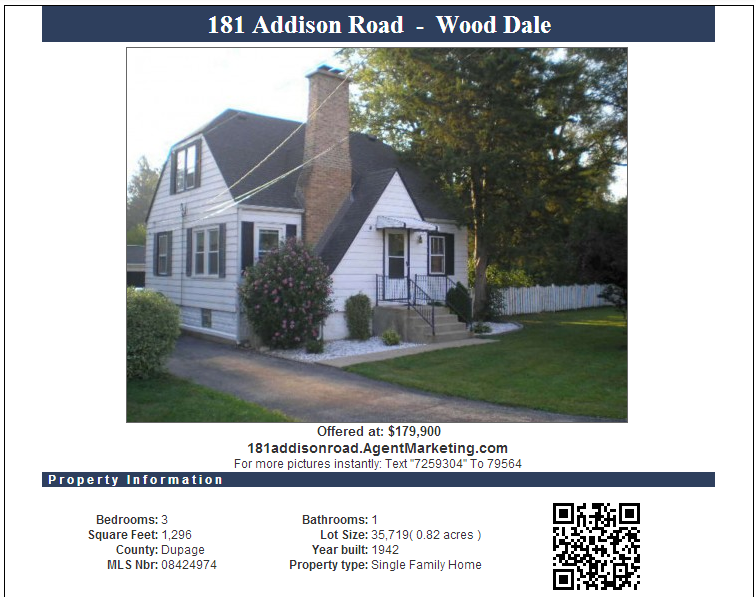 181 Addison Road - Wood Dale
Offered at: $179,900
181addisonroad.AgentMarketing.com
For more pictures instantly: Text "7259304" To 79564
Property Information
Bedrooms: 3
Square Feet: 1,296
County: Dupage
MLS Nbr: 08424974
Bathrooms: 1
Lot Size: 35,719( 0.82 acres )
Year built: 1942
Property type: Single Family Home